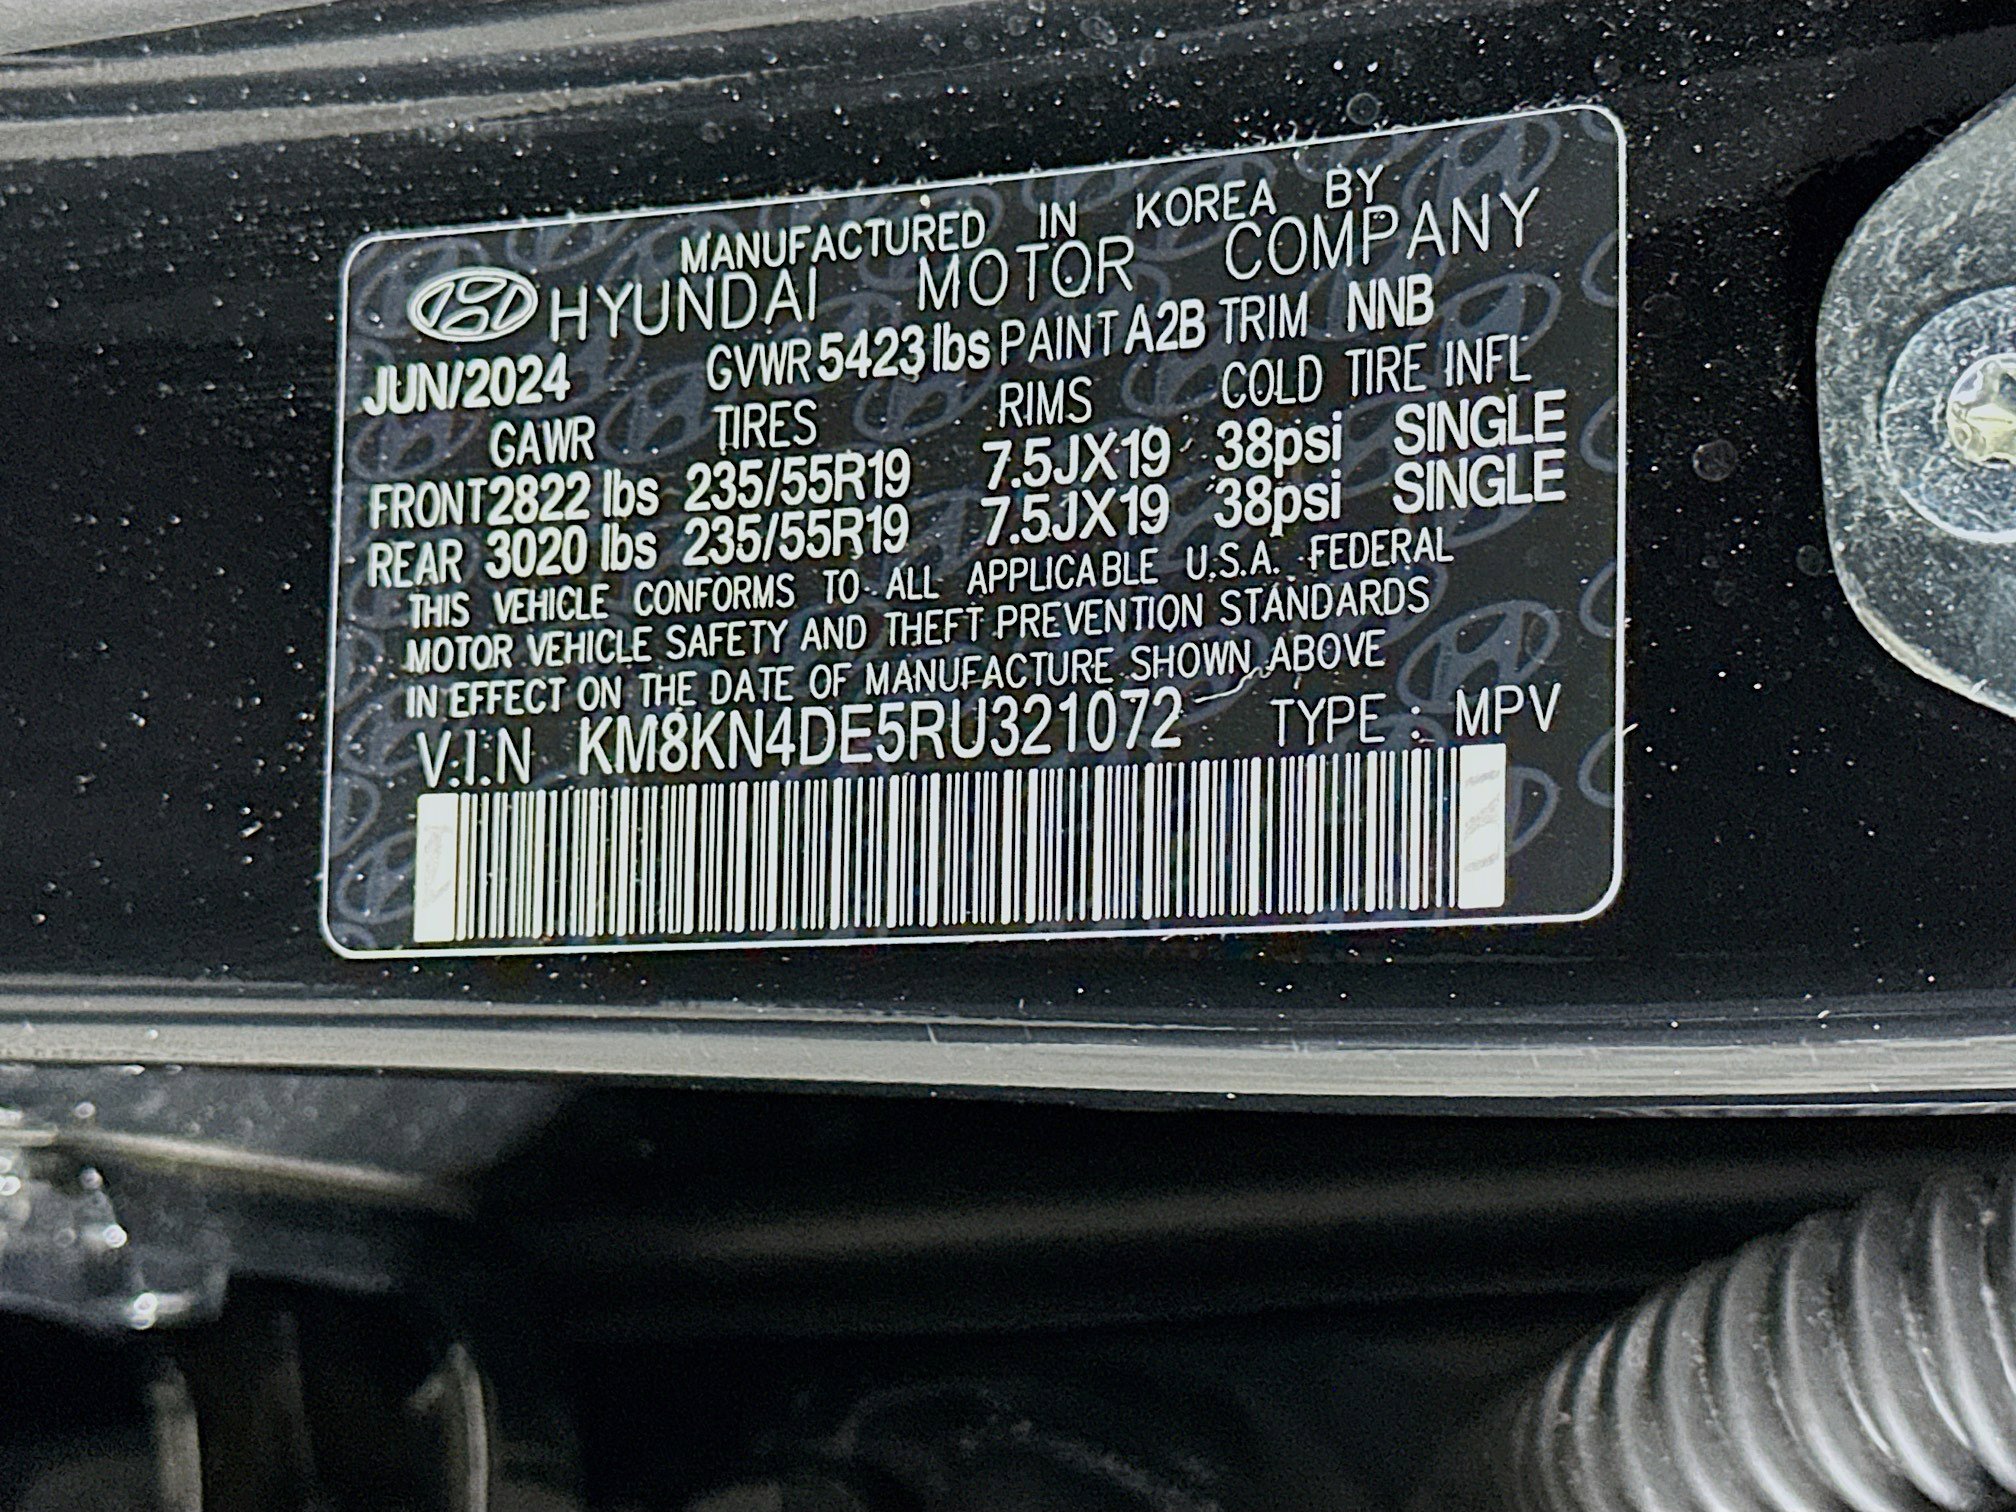 MANUFACTURED IN KOREA BY
HYUNDAI MOTOR COMPANY
JUN/2024 GVWR 5423 lbs PAINT A2B TRIM NNB
GAWR TIRES RIMS COLD TIRE INFL
FRONT 2822 lbs 235/55R19 7.5JX19 38psi SINGLE
REAR 3020 lbs 235/55R19 7.5JX19 38psi SINGLE
THIS VEHICLE CONFORMS TO ALL APPLICABLE U.S.A. FEDERAL
MOTOR VEHICLE SAFETY AND THEFT PREVENTION STANDARDS
IN EFFECT ON THE DATE OF MANUFACTURE SHOWN ABOVE
V.I.N KM8KN4DE5RU321072 TYPE : MPV